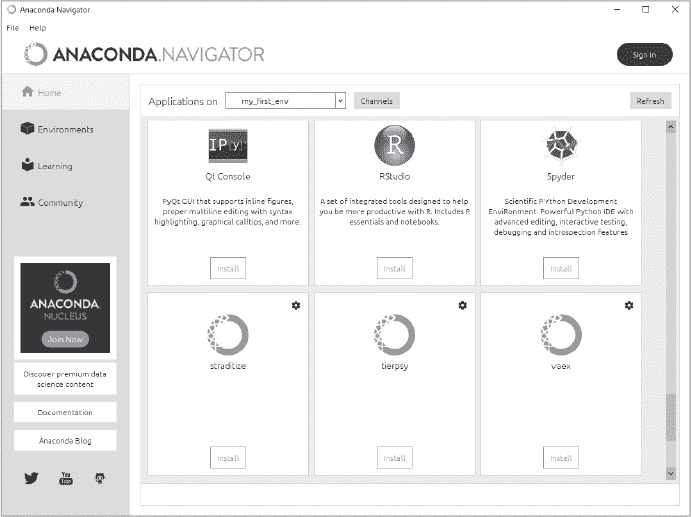 Anaconda Navigator
File Help
ANACONDA.NAVIGATOR
Sign in
Home
Environments
Learning
Community
ANACONDA.
NUCLEUS
Join Now
Discover premium data
science content
Documentation
Anaconda Blog
You
Tube
Applications on my_first_env Channels Refresh
IP[y]:
Qt Console
PyQt GUI that supports inline figures,
proper multiline editing with syntax
highlighting, graphical calltips, and more.
Install
R
RStudio
A set of integrated tools designed to help
you be more productive with R. Includes R
essentials and notebooks.
Install
Spyder
Scientific PYthon Development
EnviRonment. Powerful Python IDE with
advanced editing, interactive testing,
debugging and introspection features
Install
straditize
Install
tierpsy
Install
vaex
Install